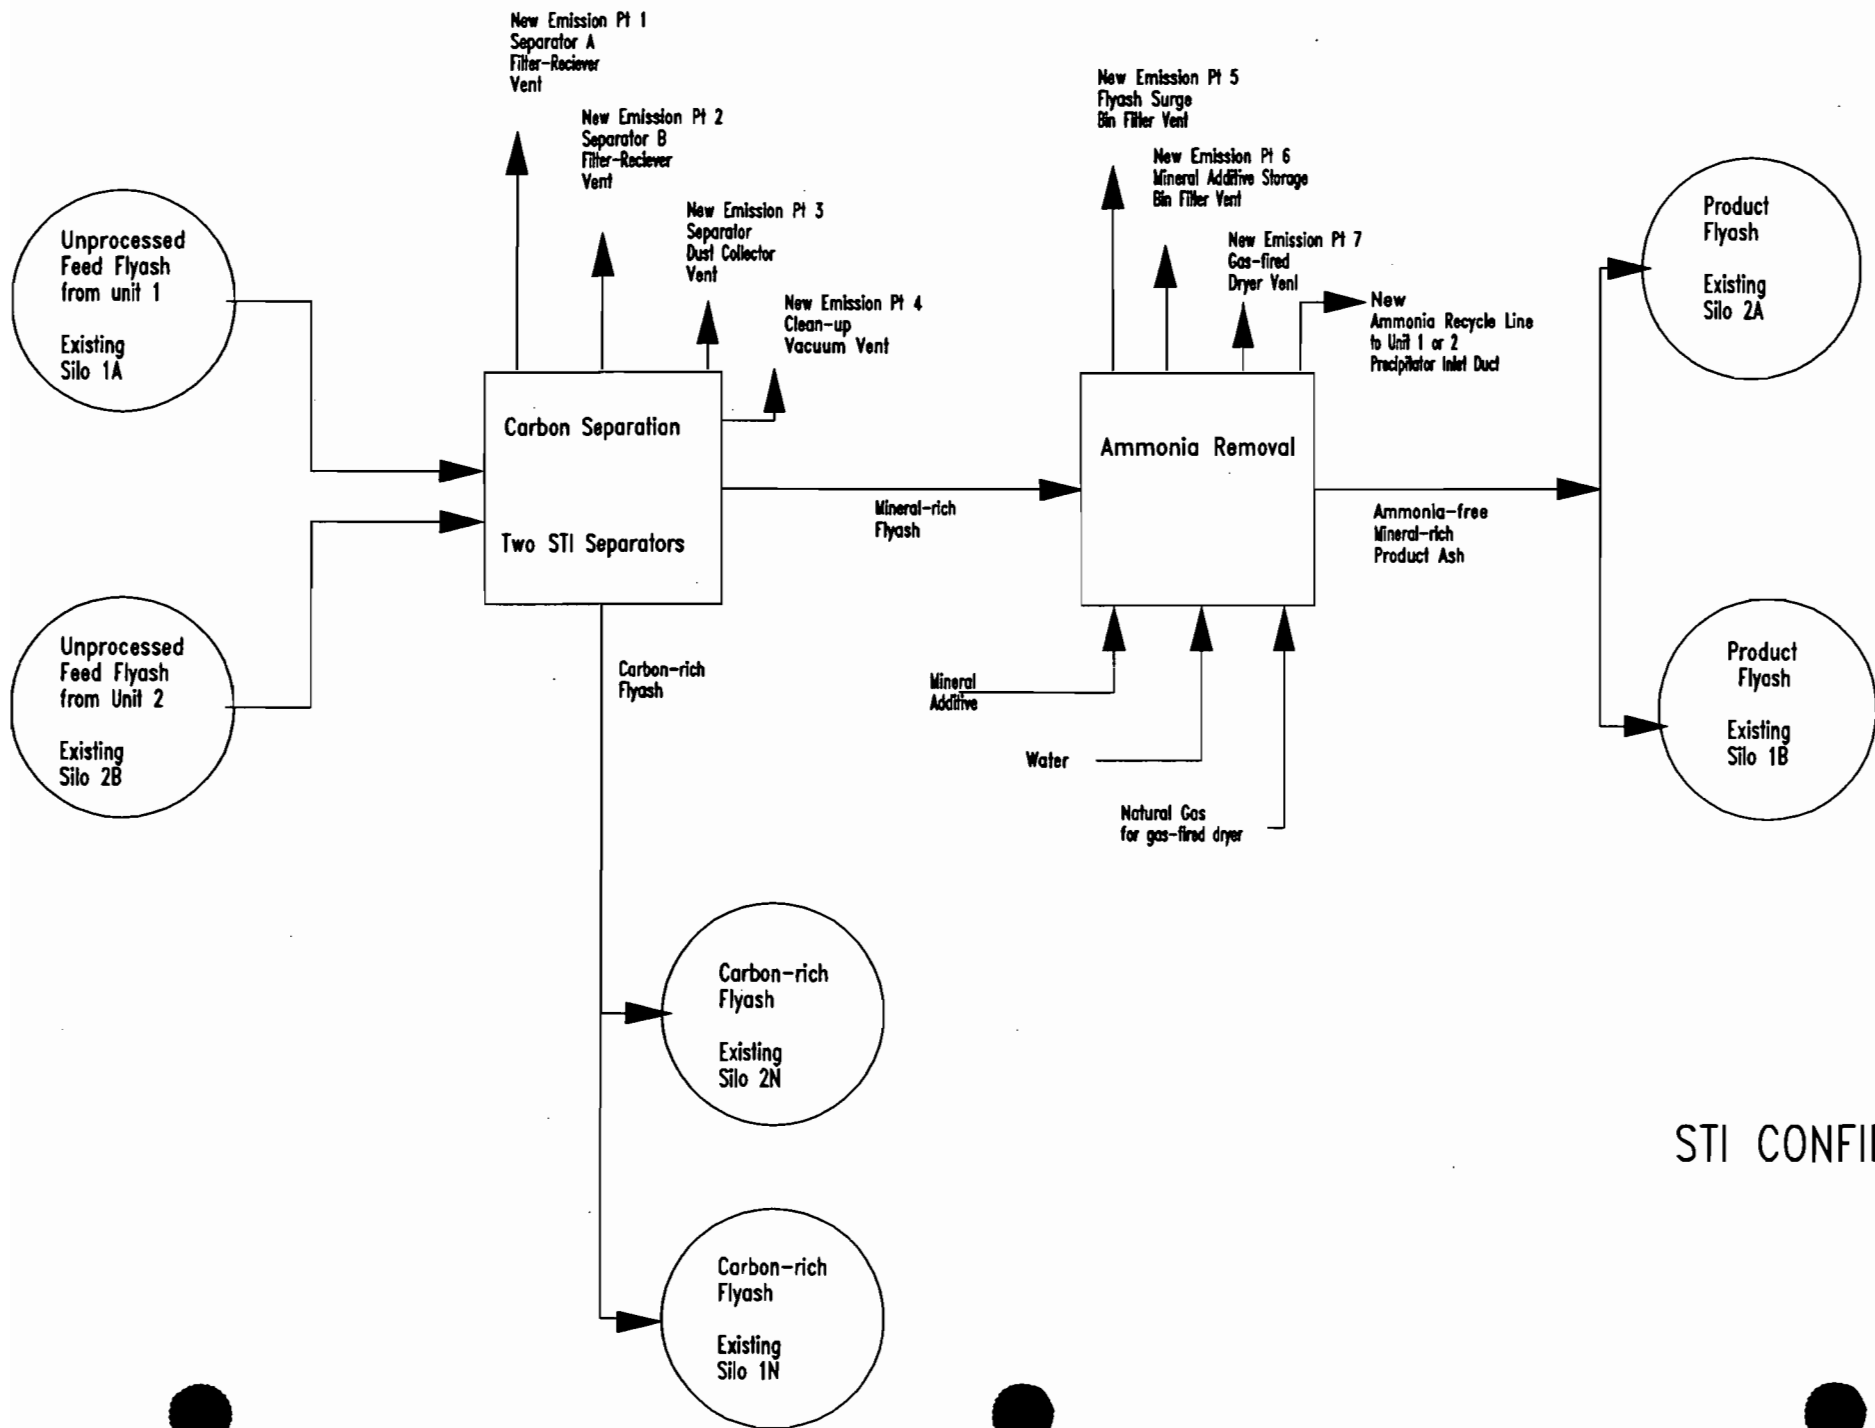 New Emission Pt 1
Separator A
Filter-Reciever
Vent
New Emission Pt 2
Separator B
Filter-Reciever
Vent
New Emission Pt 3
Separator
Dust Collector
Vent
New Emission Pt 4
Clean-up
Vacuum Vent
New Emission Pt 5
Flyash Surge
Bin Filter Vent
New Emission Pt 6
Mineral Additive Storage
Bin Filter Vent
New Emission Pt 7
Gas-fired
Dryer Vent
New
Ammonia Recycle Line
to Unit 1 or 2
Precipitator Inlet Duct
Unprocessed
Feed Flyash
from unit 1
Existing
Silo 1A
Unprocessed
Feed Flyash
from Unit 2
Existing
Silo 2B
Carbon Separation
Two STI Separators
Mineral-rich
Flyash
Carbon-rich
Flyash
Ammonia Removal
Mineral
Additive
Water
Natural Gas
for gas-fired dryer
Ammonia-free
Mineral-rich
Product Ash
Product
Flyash
Existing
Silo 2A
Product
Flyash
Existing
Silo 1B
Carbon-rich
Flyash
Existing
Silo 2N
Carbon-rich
Flyash
Existing
Silo 1N
STI CONFI